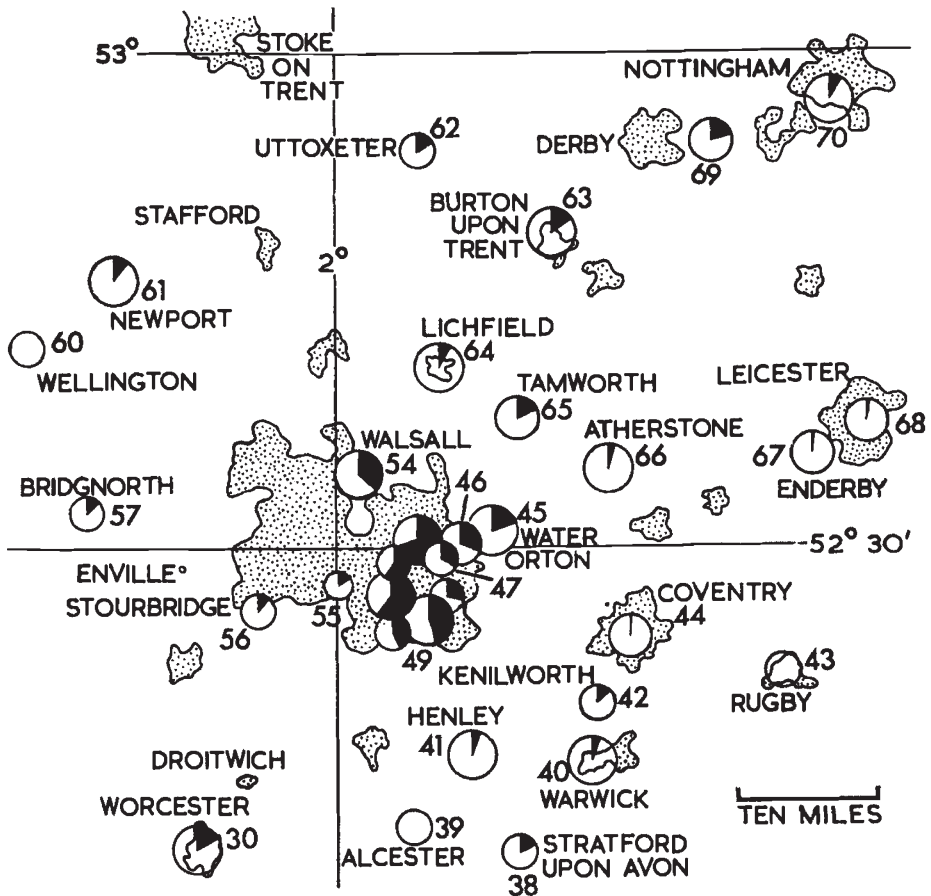 STOKE
53°
ON
TRENT
NOTTINGHAM
62
UTTOXETER
DERBY
69
70
63
BURTON
UPON
TRENT
STAFFORD
2°
61
NEWPORT
60
WELLINGTON
LICHFIELD
64
TAMWORTH
65
LEICESTER
68
ATHERSTONE
66
67
ENDERBY
WALSALL
54
46
45
WATER
ORTON
47
BRIDGNORTH
57
52° 30'
ENVILLE
STOURBRIDGE
55
56
49
COVENTRY
44
KENILWORTH
42
43
RUGBY
HENLEY
41
40
WARWICK
DROITWICH
WORCESTER
30
39
ALCESTER
STRATFORD
UPON AVON
38
TEN MILES